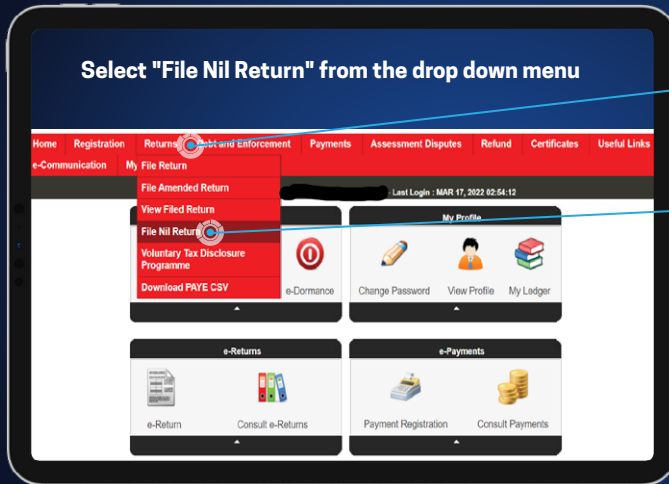 Select "File Nil Return" from the drop down menu
Home Registration Returns Debt and Enforcement Payments Assessment Disputes Refund Certificates Useful Links
e-Communication My
File Return
File Amended Return
View Filed Return
File Nil Return
Voluntary Tax Disclosure
Programme
Download PAYE CSV
- Last Login : MAR 17, 2022 02:54:12
My Profile
e-Dormance Change Password View Profile My Ledger
e-Returns e-Payments
e-Return Consult e-Returns Payment Registration Consult Payments